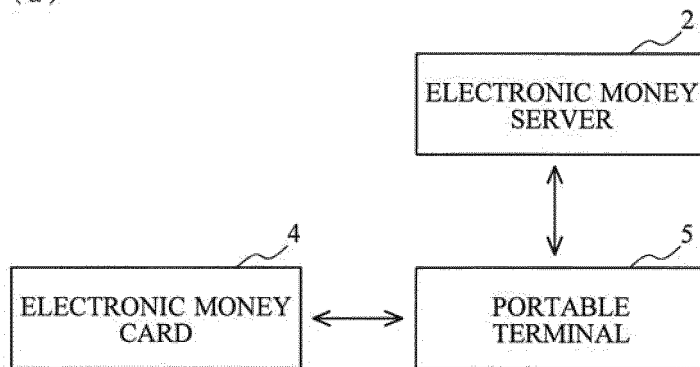 2
ELECTRONIC MONEY
SERVER
4
5
ELECTRONIC MONEY
CARD
PORTABLE
TERMINAL